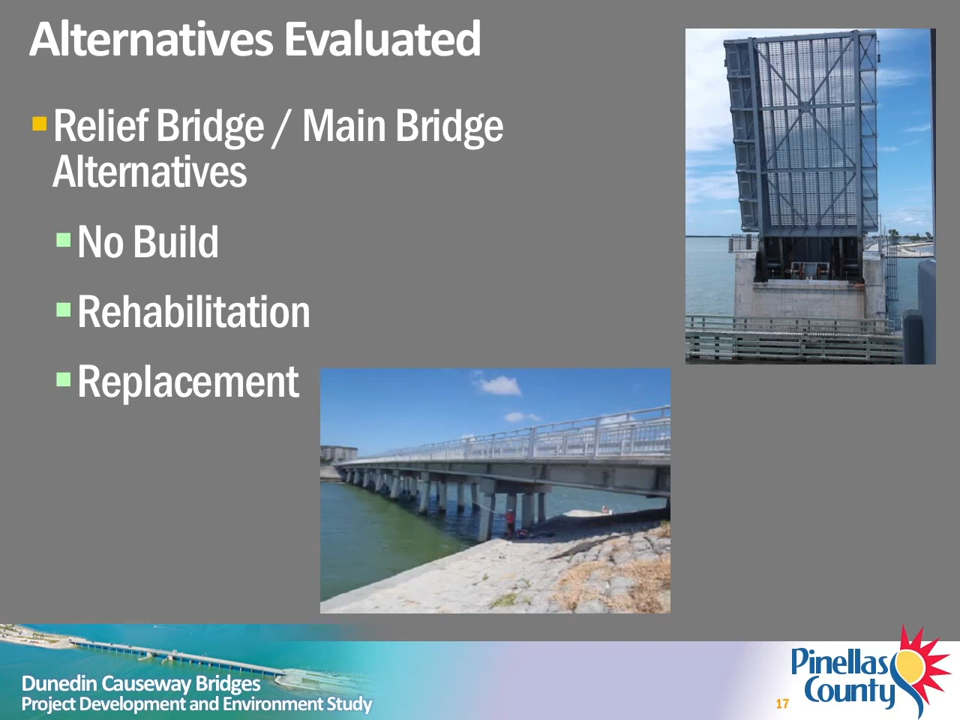 Alternatives Evaluated
Relief Bridge / Main Bridge
Alternatives
No Build
Rehabilitation
Replacement
Dunedin Causeway Bridges
Project Development and Environment Study
17
Pinellas
County